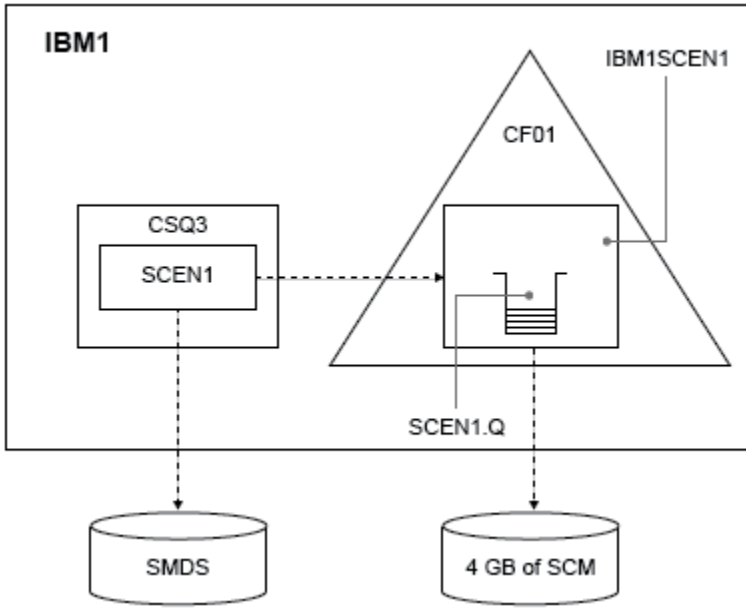 IBM1
IBM1SCEN1
CF01
CSQ3
SCEN1
SCEN1.Q
SMDS
4 GB of SCM